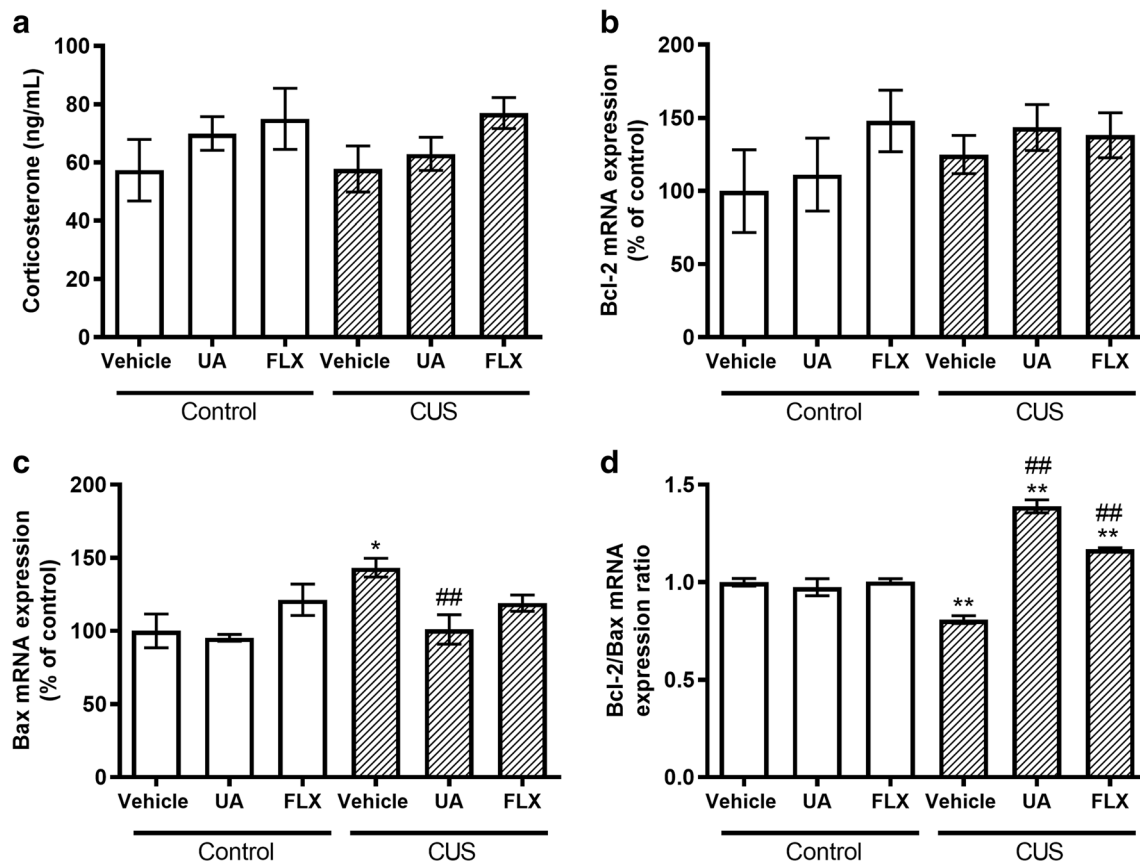 a
Corticosterone (ng/mL)
100
80
60
40
20
0
Vehicle UA FLX Vehicle UA FLX
Control CUS
b
Bcl-2 mRNA expression
(% of control)
200
150
100
50
0
Vehicle UA FLX Vehicle UA FLX
Control CUS
c
Bax mRNA expression
(% of control)
200
150
100
50
0
*
##
Vehicle UA FLX Vehicle UA FLX
Control CUS
d
Bcl-2/Bax mRNA
expression ratio
1.5
1.0
0.5
0.0
**
##
**
##
**
Vehicle UA FLX Vehicle UA FLX
Control CUS